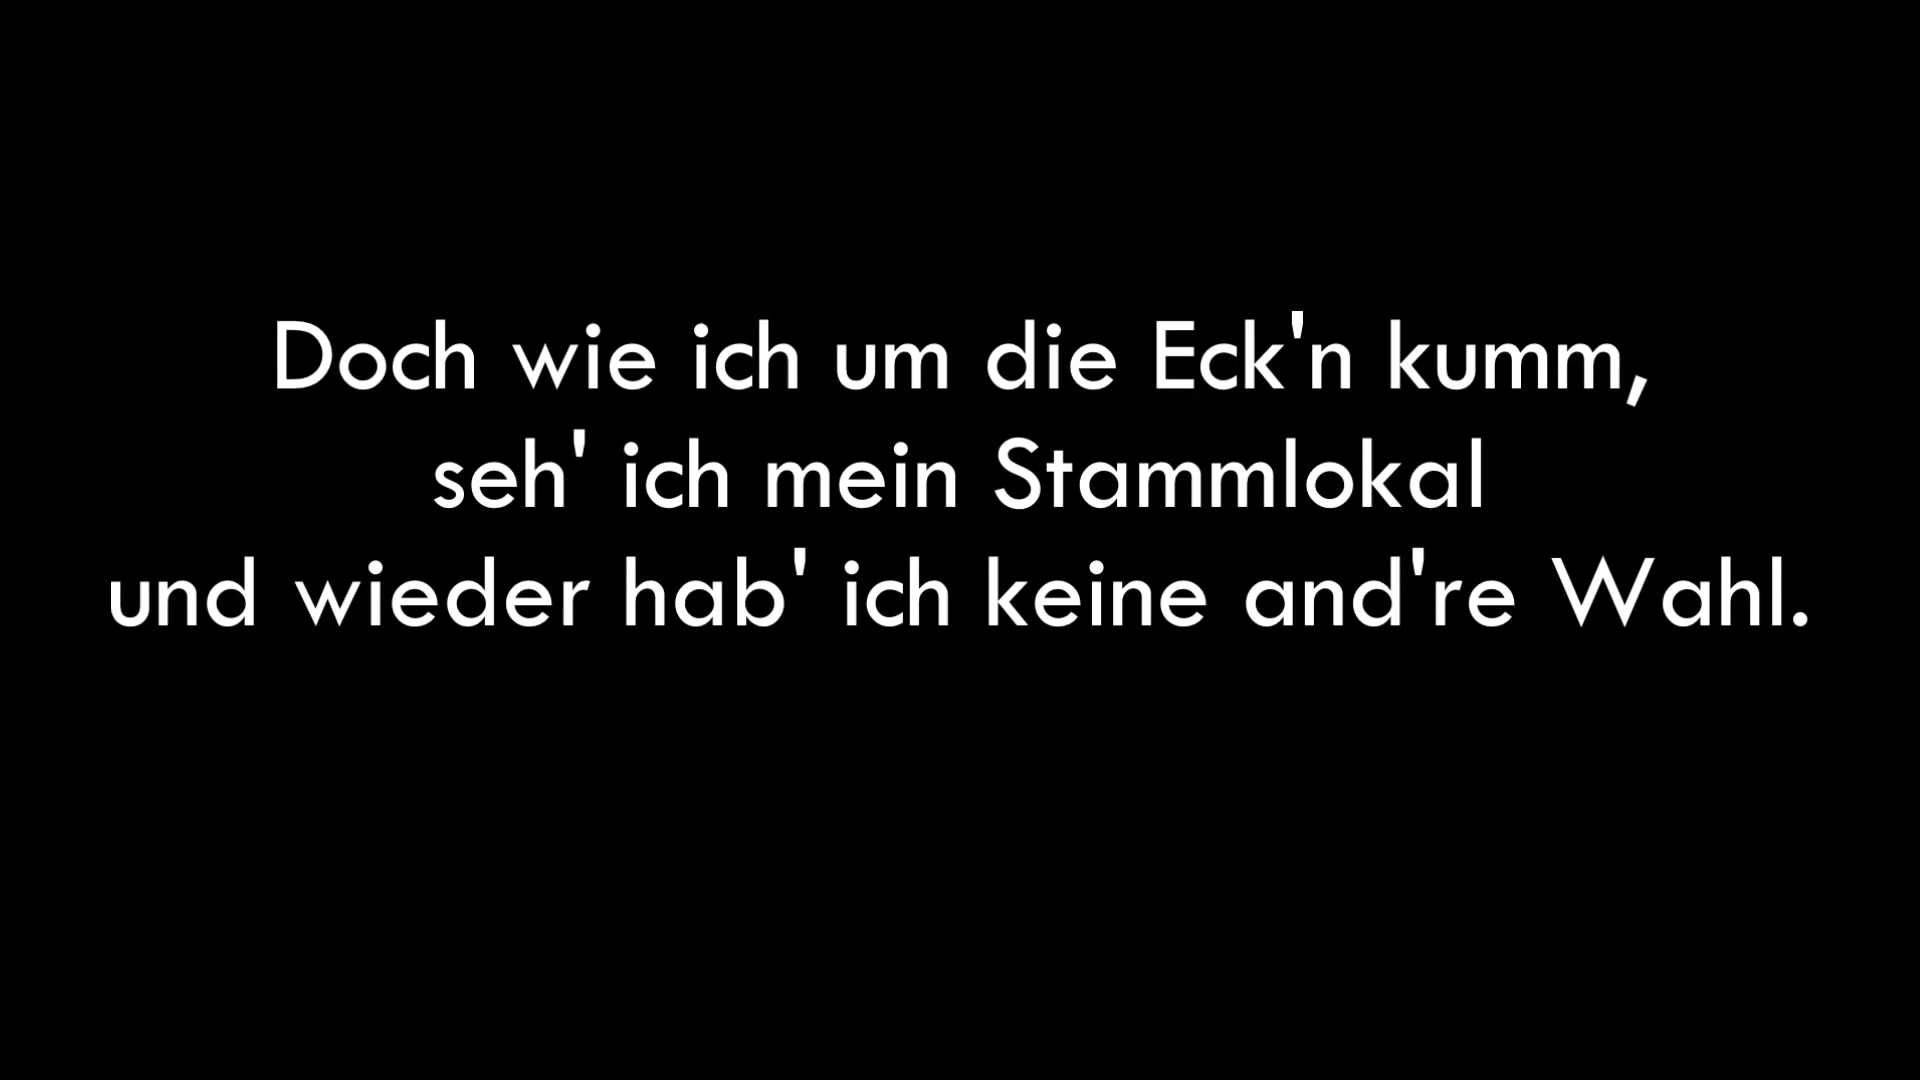 Doch wie ich um die Eck'n kumm,
seh' ich mein Stammlokal
und wieder hab' ich keine and're Wahl.